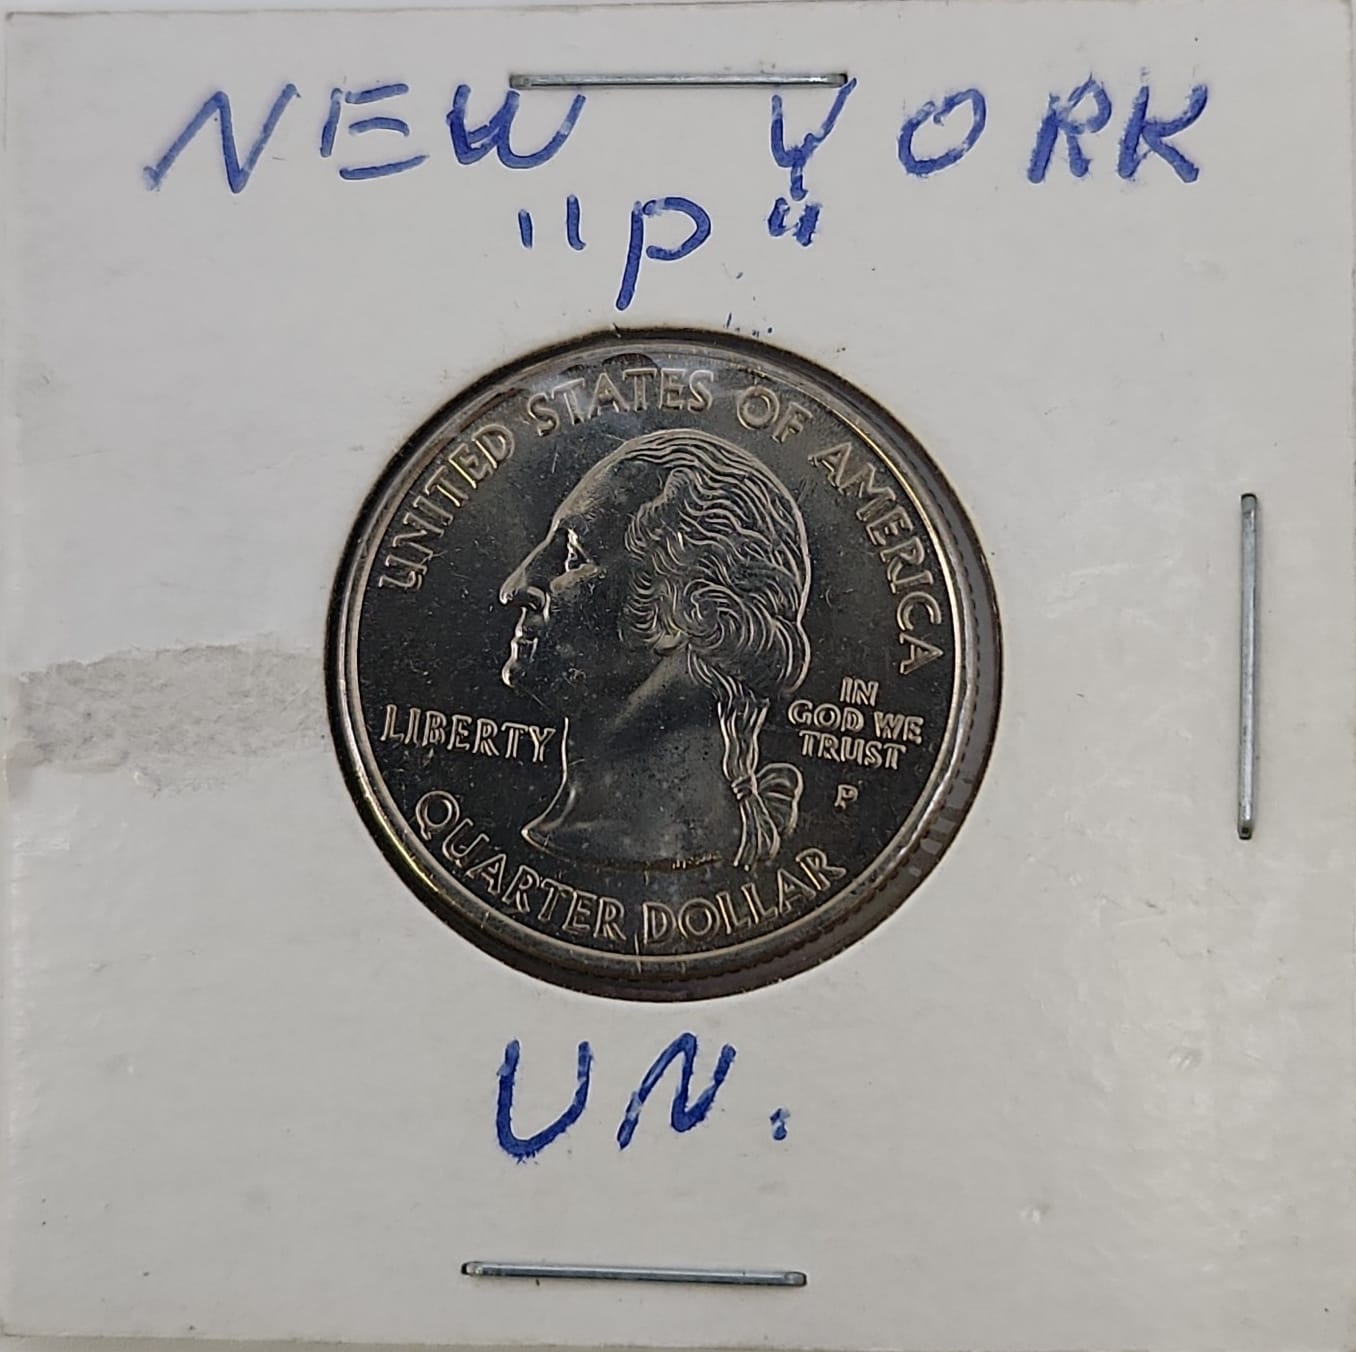 NEW YORK
"P"
UNITED STATES OF AMERICA
LIBERTY
IN
GOD WE
TRUST
P
QUARTER DOLLAR
UN.